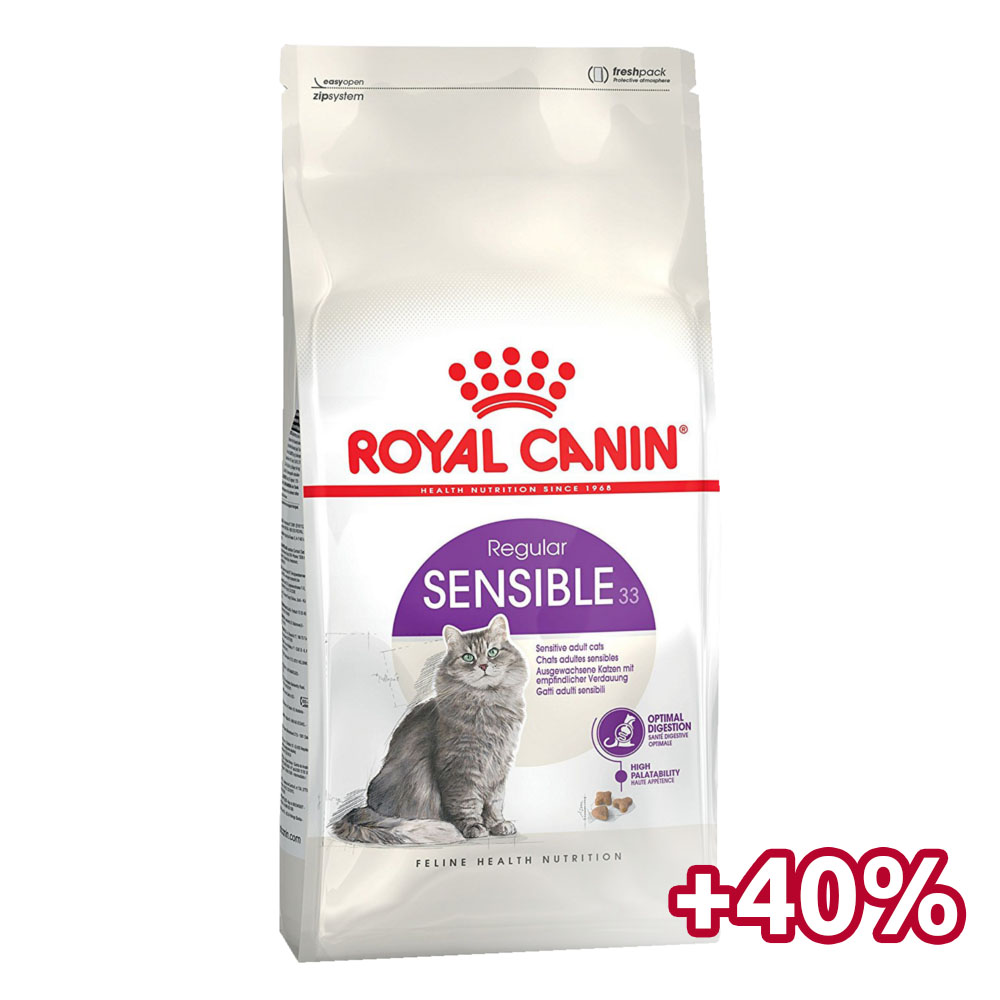 easyopen
zipsystem
freshpack
Protective atmosphere
ROYAL CANIN®
HEALTH NUTRITION SINCE 1968
Regular
SENSIBLE 33
Sensitive adult cats
Chats adultes sensibles
Ausgewachsene Katzen mit
empfindlicher Verdauung
Gatti adulti sensibili
OPTIMAL
DIGESTION
SANTÉ DIGESTIVE
OPTIMALE
HIGH
PALATABILITY
HAUTE APPÉTENCE
FELINE HEALTH NUTRITION
+40%